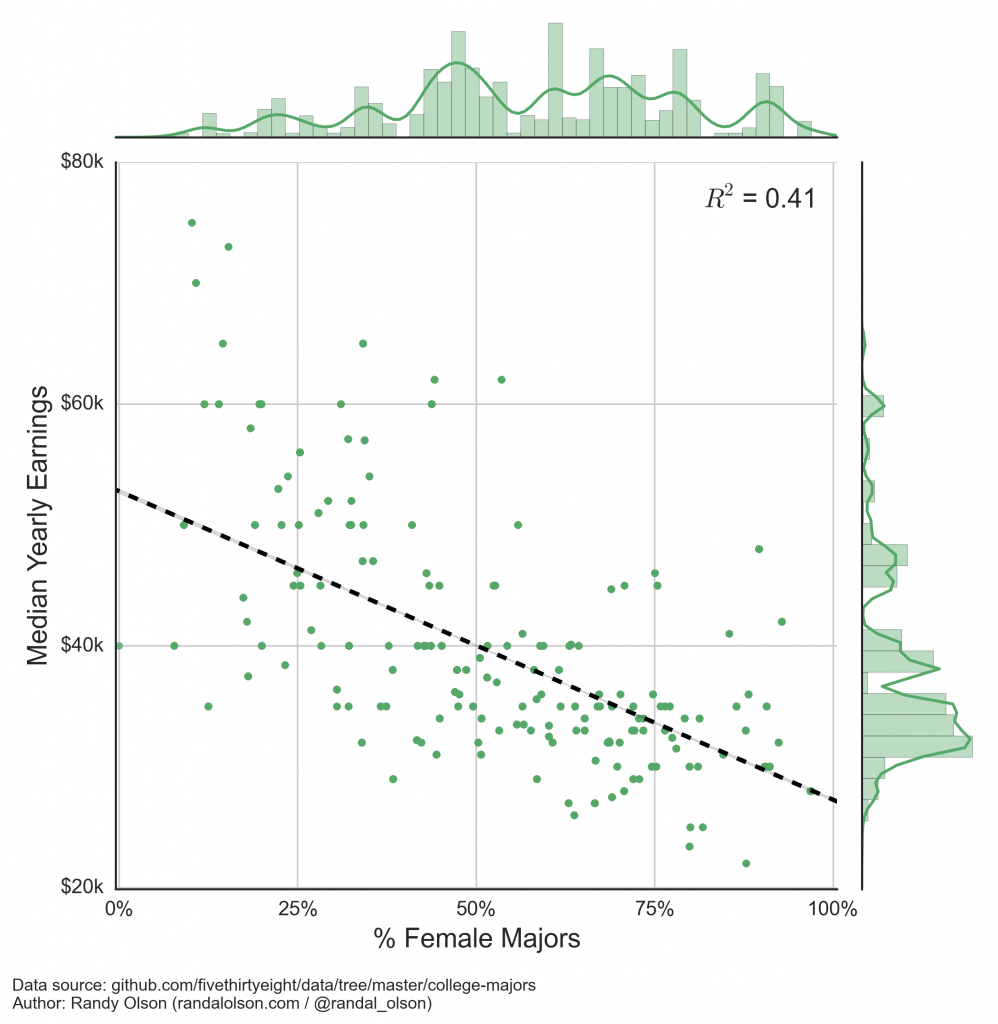 $80k
R² = 0.41
$60k
Median Yearly Earnings
$40k
$20k
0% 25% 50% 75% 100%
% Female Majors
Data source: github.com/fivethirtyeight/data/tree/master/college-majors
Author: Randy Olson (randalolson.com / @randal_olson)